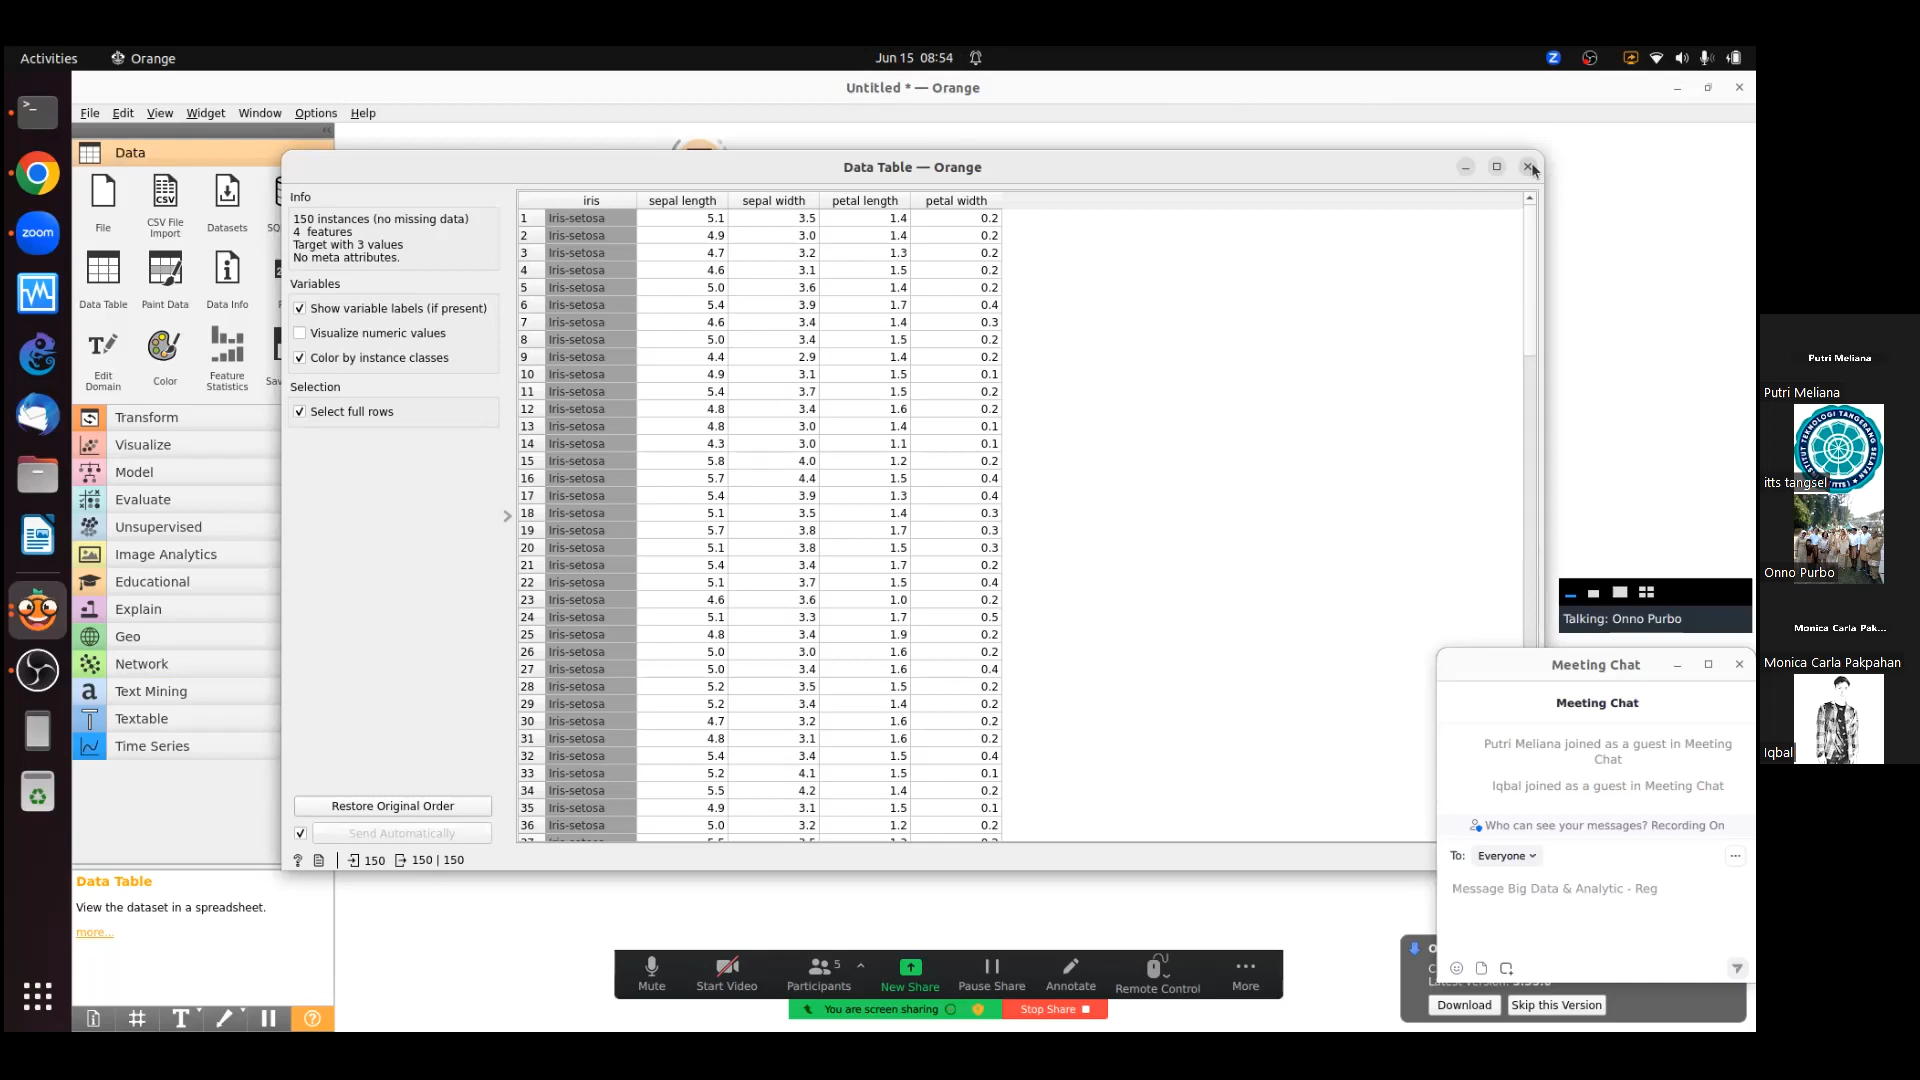 Activities
Orange
Jun 15 08:54
Untitled * — Orange
File Edit View Widget Window Options Help
Data
File
CSV File Import
Datasets
Data Table
Paint Data
Data Info
Edit Domain
Color
Feature Statistics
Transform
Visualize
Model
Evaluate
Unsupervised
Image Analytics
Educational
Explain
Geo
Network
Text Mining
Textable
Time Series
Data Table
View the dataset in a spreadsheet.
more...
Data Table — Orange
Info
150 instances (no missing data)
4 features
Target with 3 values
No meta attributes.
Variables
Show variable labels (if present)
Visualize numeric values
Color by instance classes
Selection
Select full rows
Restore Original Order
Send Automatically
150 150 | 150
iris sepal length sepal width petal length petal width
1 Iris-setosa 5.1 3.5 1.4 0.2
2 Iris-setosa 4.9 3.0 1.4 0.2
3 Iris-setosa 4.7 3.2 1.3 0.2
4 Iris-setosa 4.6 3.1 1.5 0.2
5 Iris-setosa 5.0 3.6 1.4 0.2
6 Iris-setosa 5.4 3.9 1.7 0.4
7 Iris-setosa 4.6 3.4 1.4 0.3
8 Iris-setosa 5.0 3.4 1.5 0.2
9 Iris-setosa 4.4 2.9 1.4 0.2
10 Iris-setosa 4.9 3.1 1.5 0.1
11 Iris-setosa 5.4 3.7 1.5 0.2
12 Iris-setosa 4.8 3.4 1.6 0.2
13 Iris-setosa 4.8 3.0 1.4 0.1
14 Iris-setosa 4.3 3.0 1.1 0.1
15 Iris-setosa 5.8 4.0 1.2 0.2
16 Iris-setosa 5.7 4.4 1.5 0.4
17 Iris-setosa 5.4 3.9 1.3 0.4
18 Iris-setosa 5.1 3.5 1.4 0.3
19 Iris-setosa 5.7 3.8 1.7 0.3
20 Iris-setosa 5.1 3.8 1.5 0.3
21 Iris-setosa 5.4 3.4 1.7 0.2
22 Iris-setosa 5.1 3.7 1.5 0.4
23 Iris-setosa 4.6 3.6 1.0 0.2
24 Iris-setosa 5.1 3.3 1.7 0.5
25 Iris-setosa 4.8 3.4 1.9 0.2
26 Iris-setosa 5.0 3.0 1.6 0.2
27 Iris-setosa 5.0 3.4 1.6 0.4
28 Iris-setosa 5.2 3.5 1.5 0.2
29 Iris-setosa 5.2 3.4 1.4 0.2
30 Iris-setosa 4.7 3.2 1.6 0.2
31 Iris-setosa 4.8 3.1 1.6 0.2
32 Iris-setosa 5.4 3.4 1.5 0.4
33 Iris-setosa 5.2 4.1 1.5 0.1
34 Iris-setosa 5.5 4.2 1.4 0.2
35 Iris-setosa 4.9 3.1 1.5 0.1
36 Iris-setosa 5.0 3.2 1.2 0.2
zoom
Talking: Onno Purbo
Meeting Chat
Meeting Chat
Putri Meliana joined as a guest in Meeting
Chat
Iqbal joined as a guest in Meeting Chat
Who can see your messages? Recording On
To: Everyone
Message Big Data & Analytic - Reg
Download
Skip this Version
Mute
Start Video
Participants 5
New Share
Pause Share
Annotate
Remote Control
More
You are screen sharing
Stop Share
Putri Meliana
Putri Meliana
INSTITUT TEKNOLOGI TANGERANG SELATAN
itts tangsel
Onno Purbo
Monica Carla Pak...
Monica Carla Pakpahan
Iqbal